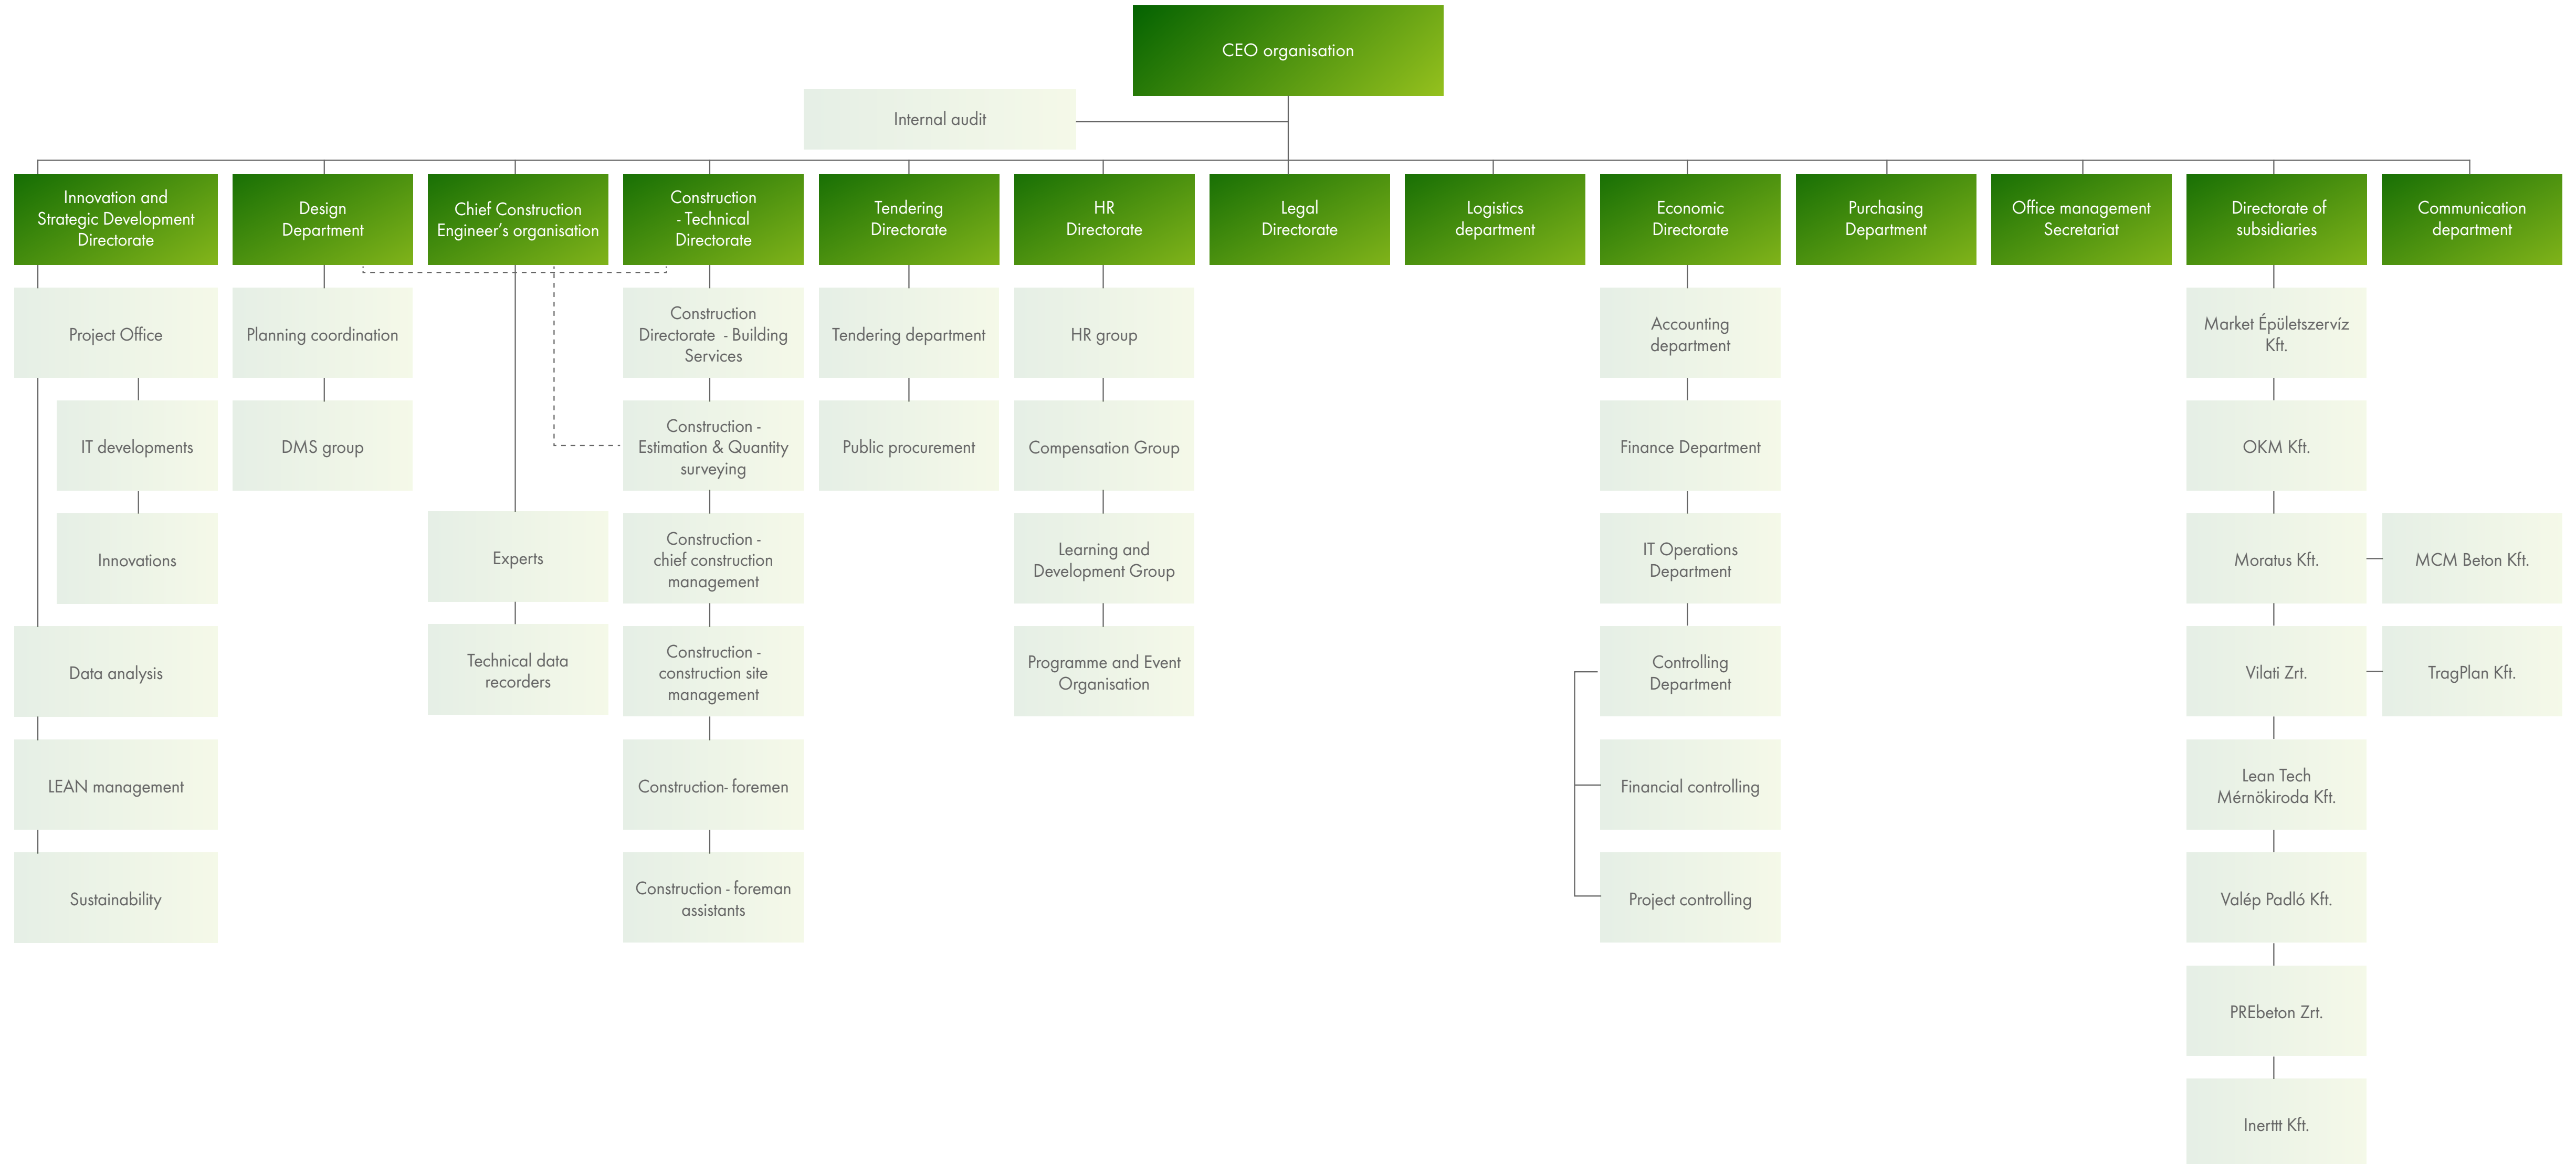 CEO organisation
Internal audit
Innovation and
Strategic Development
Directorate
Design
Department
Chief Construction
Engineer’s organisation
Construction
- Technical
Directorate
Tendering
Directorate
HR
Directorate
Legal
Directorate
Logistics
department
Economic
Directorate
Purchasing
Department
Office management
Secretariat
Directorate of
subsidiaries
Communication
department
Project Office
IT developments
Innovations
Data analysis
LEAN management
Sustainability
Planning coordination
DMS group
Experts
Technical data
recorders
Construction
Directorate - Building
Services
Construction -
Estimation & Quantity
surveying
Construction -
chief construction
management
Construction -
construction site
management
Construction- foremen
Construction - foreman
assistants
Tendering department
Public procurement
HR group
Compensation Group
Learning and
Development Group
Programme and Event
Organisation
Accounting
department
Finance Department
IT Operations
Department
Controlling
Department
Financial controlling
Project controlling
Market Épületszervíz
Kft.
OKM Kft.
Moratus Kft.
MCM Beton Kft.
Vilati Zrt.
TragPlan Kft.
Lean Tech
Mérnökiroda Kft.
Valép Padló Kft.
PREbeton Zrt.
Inerttt Kft.